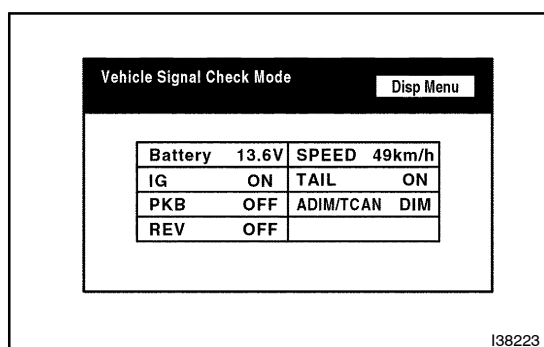 Vehicle Signal Check Mode
Disp Menu
Battery 13.6V SPEED 49km/h
IG ON TAIL ON
PKB OFF ADIM/TCAN DIM
REV OFF
I38223